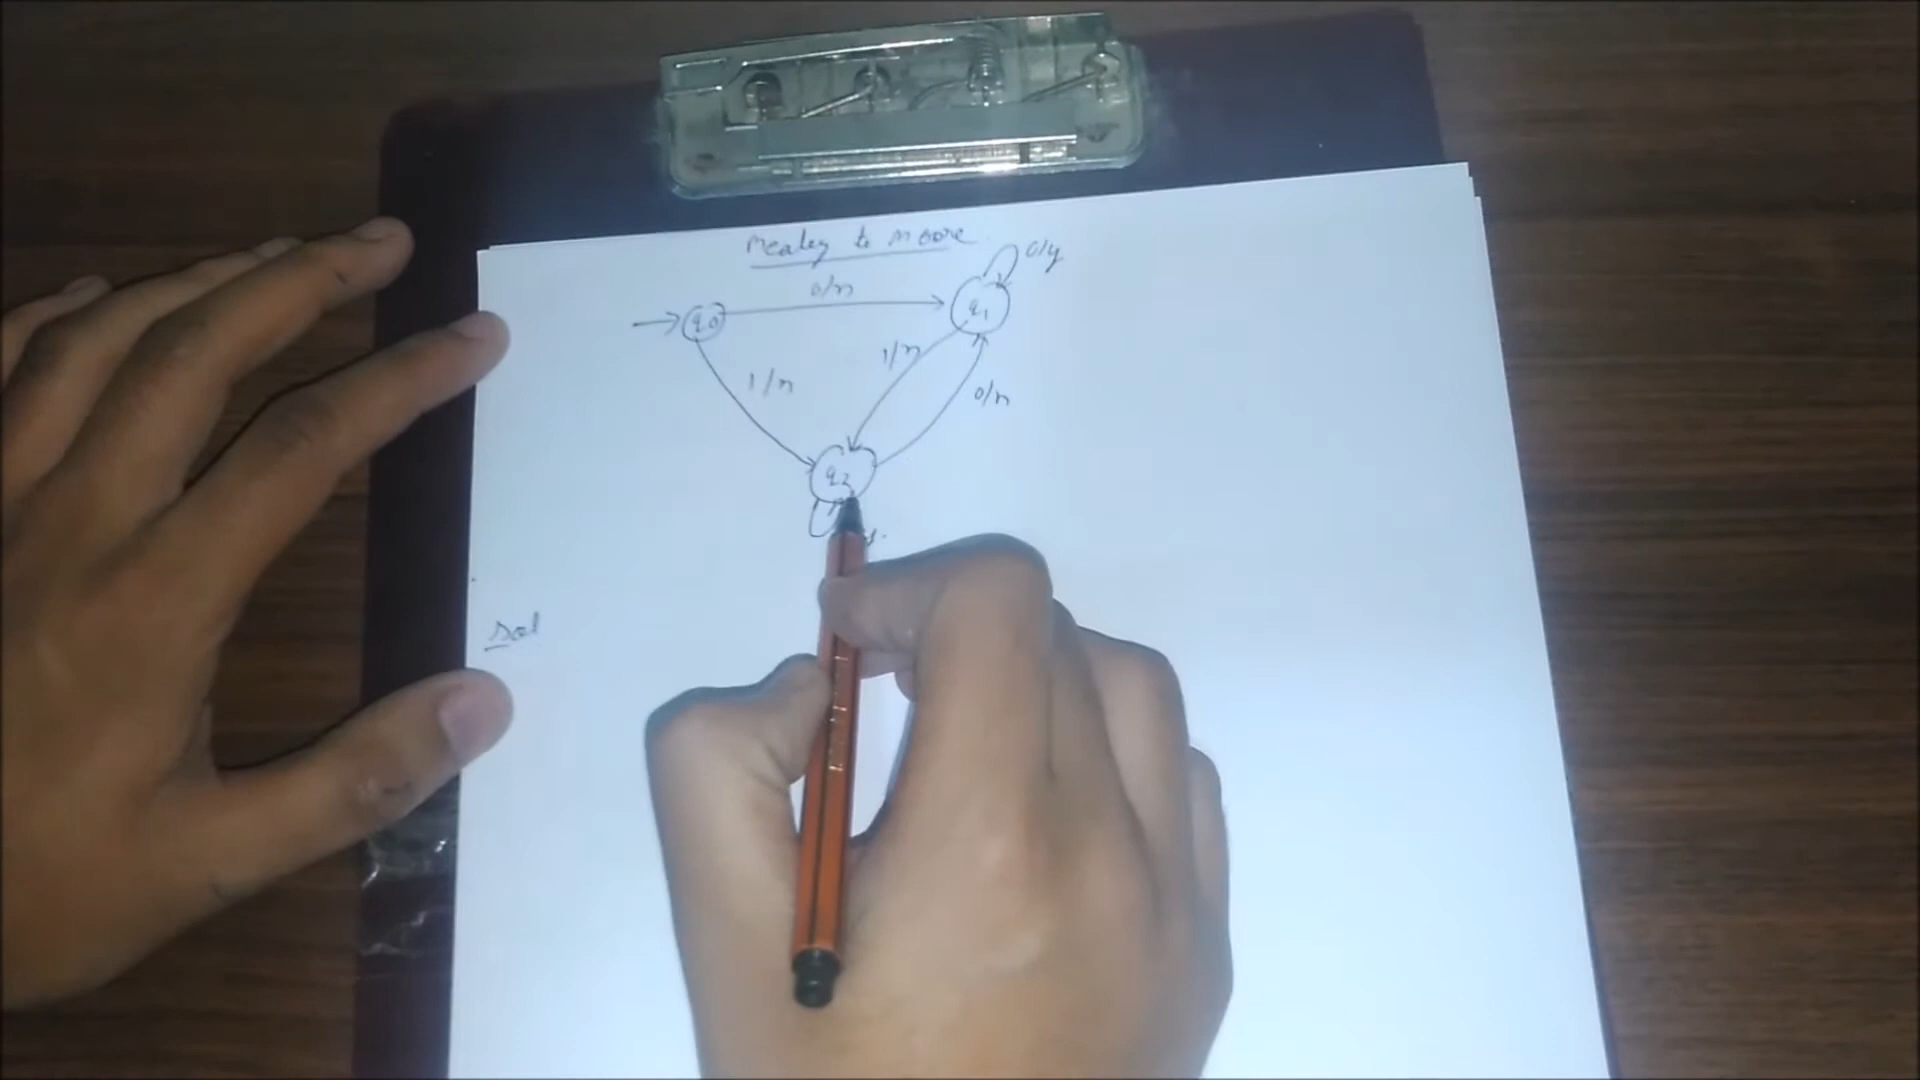 Mealey to Moore
0/y
0/n
q0
q1
1/n
1/n
0/n
q2
y.
Sol